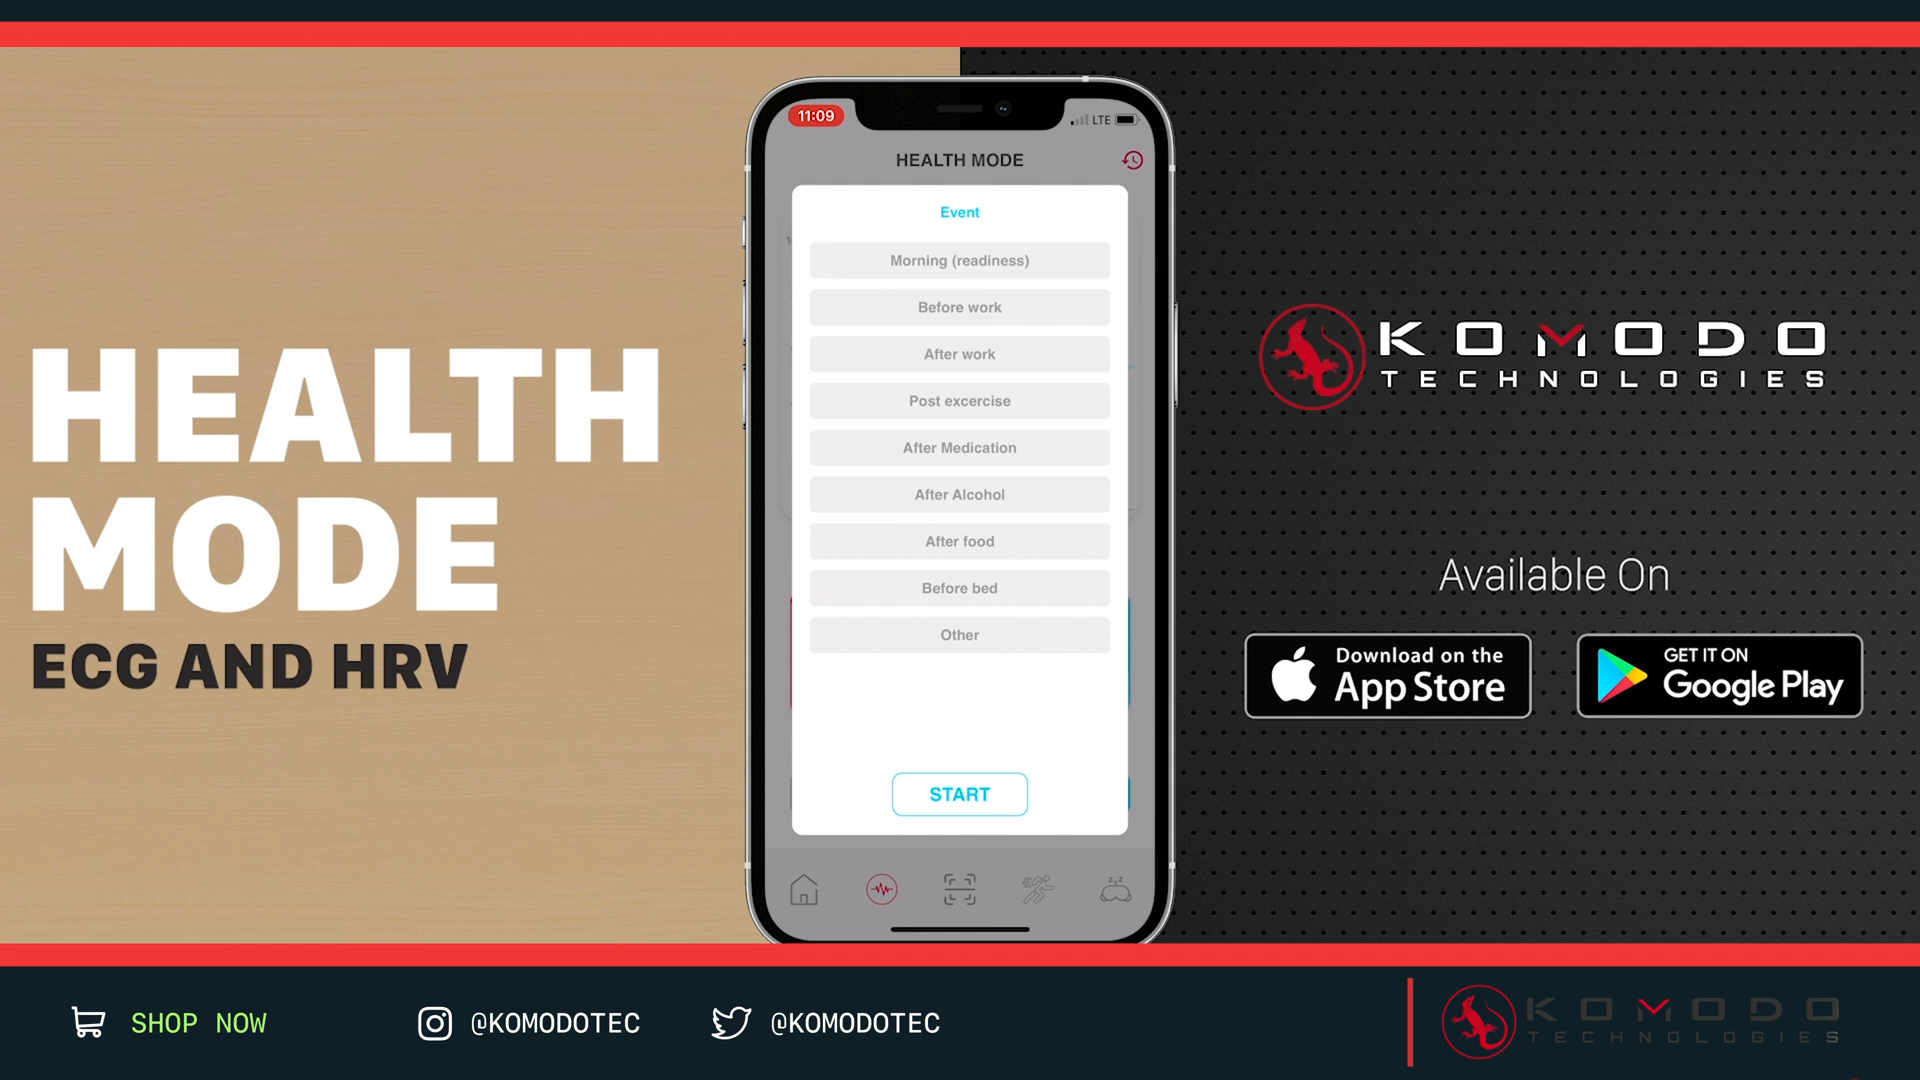 HEALTH
MODE
ECG AND HRV
11:09
LTE
HEALTH MODE
Event
Morning (readiness)
Before work
After work
Post excercise
After Medication
After Alcohol
After food
Before bed
Other
START
KOMODO
TECHNOLOGIES
Available On
Download on the
App Store
GET IT ON
Google Play
SHOP NOW
@KOMODOTEC
@KOMODOTEC
KOMODO
TECHNOLOGIES